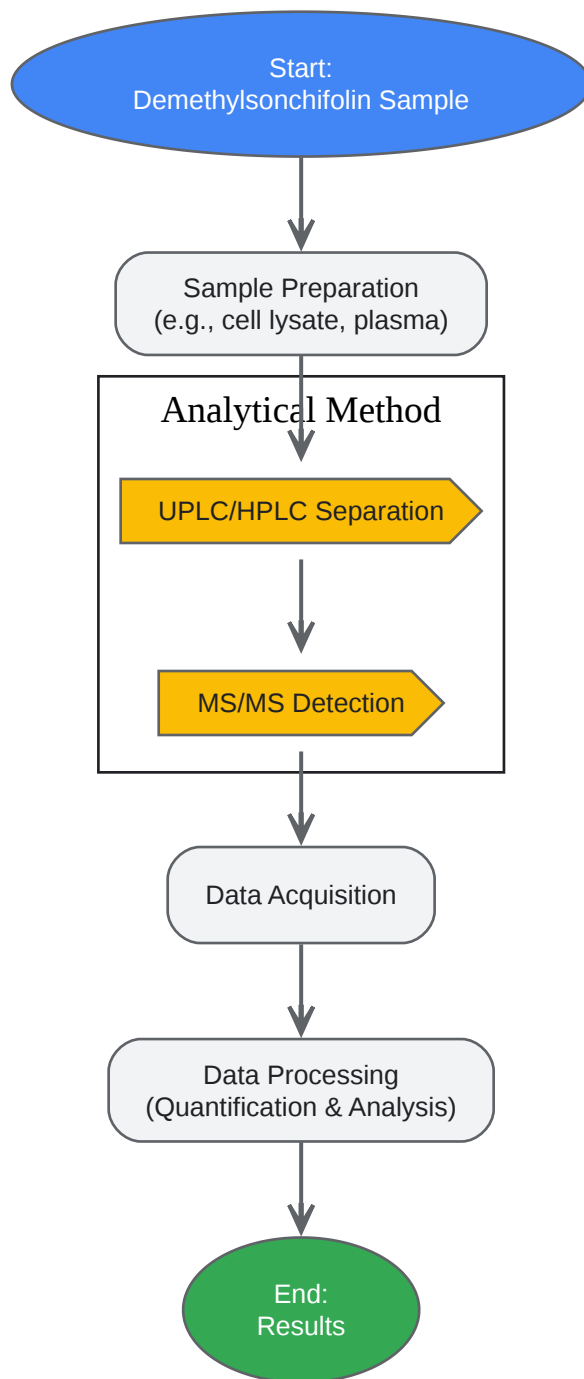 Start:
Demethylsonchifolin Sample
Sample Preparation
(e.g., cell lysate, plasma)
Analytical Method
UPLC/HPLC Separation
MS/MS Detection
Data Acquisition
Data Processing
(Quantification & Analysis)
End:
Results